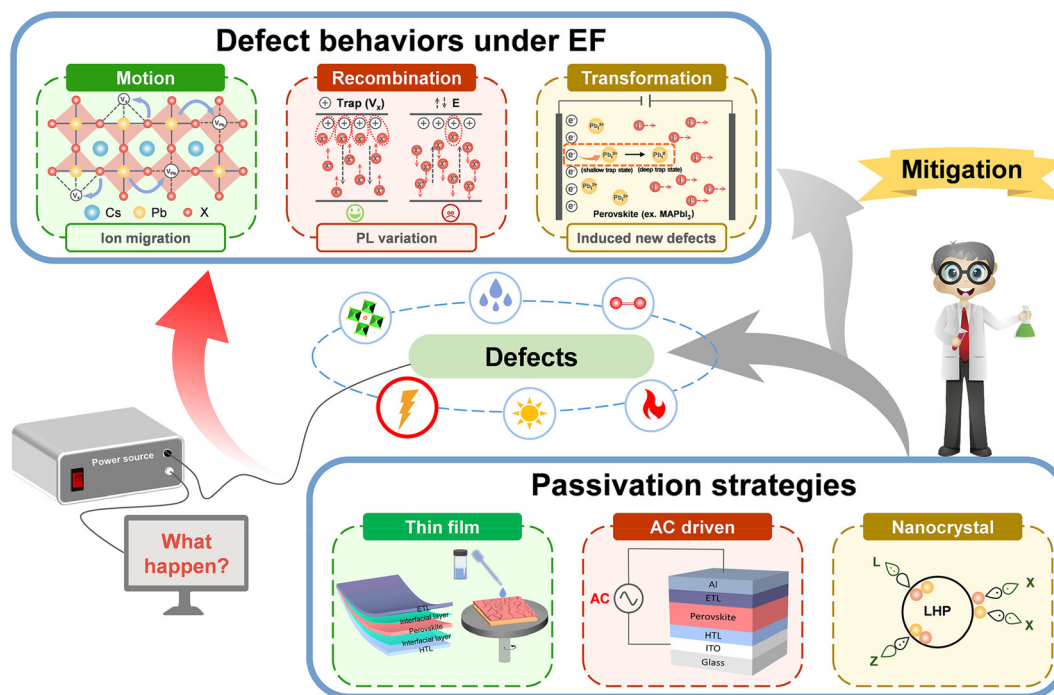 Defect behaviors under EF
Motion
V
V
V
V
Cs Pb X
Ion migration
Recombination
Trap (Vx)
E
PL variation
Transformation
e⁻
e⁻
e⁻
e⁻
e⁻
e⁻
(shallow trap state) (deep trap state)
Perovskite (ex. MAPbI3)
Induced new defects
Mitigation
Defects
Power source
What
happen?
Passivation strategies
Thin film
ETL
Interfacial layer
Perovskite
Interfacial layer
HTL
AC driven
AC
Al
ETL
Perovskite
HTL
ITO
Glass
Nanocrystal
L
X
LHP
X
Z